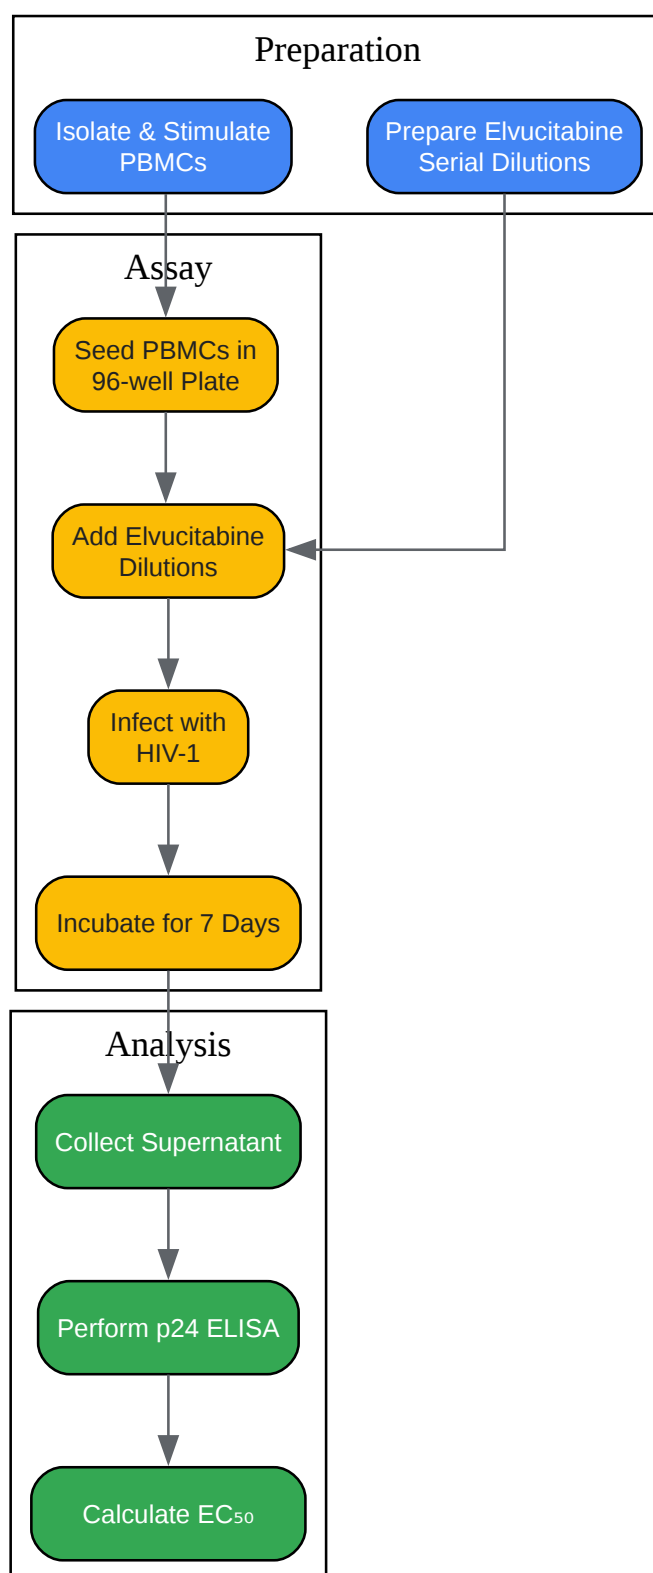 Preparation
Isolate & Stimulate
PBMCs
Prepare Elvucitabine
Serial Dilutions
Assay
Seed PBMCs in
96-well Plate
Add Elvucitabine
Dilutions
Infect with
HIV-1
Incubate for 7 Days
Analysis
Collect Supernatant
Perform p24 ELISA
Calculate EC₅₀